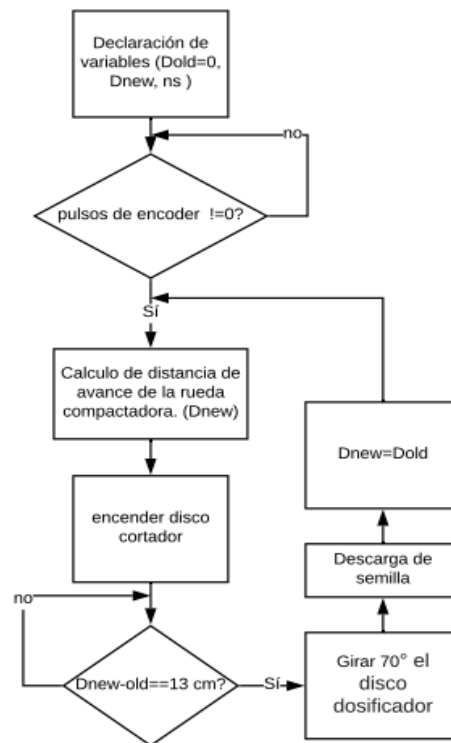 Declaración de
variables (Dold=0,
Dnew, ns )
no
pulsos de encoder !=0?
Sí
Calculo de distancia de
avance de la rueda
compactadora. (Dnew)
Dnew=Dold
encender disco
cortador
Descarga de
semilla
no
Dnew-old==13 cm?
Sí
Girar 70° el
disco
dosificador